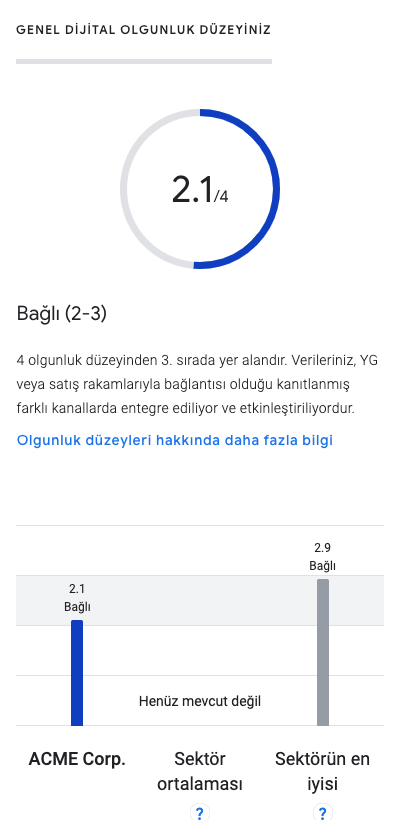 GENEL DİJİTAL OLGUNLUK DÜZEYİNİZ
2.1/4
Bağlı (2-3)
4 olgunluk düzeyinden 3. sırada yer alandır. Verileriniz, YG
veya satış rakamlarıyla bağlantısı olduğu kanıtlanmış
farklı kanallarda entegre ediliyor ve etkinleştiriliyordur.
Olgunluk düzeyleri hakkında daha fazla bilgi
2.9
Bağlı
2.1
Bağlı
Henüz mevcut değil
ACME Corp.
Sektör
ortalaması
?
Sektörün en
iyisi
?